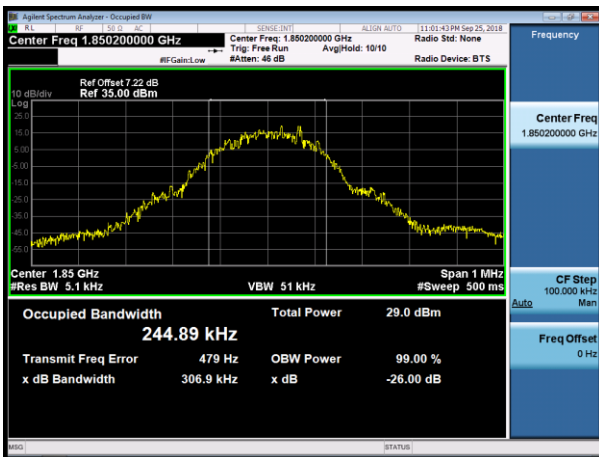 Agilent Spectrum Analyzer - Occupied BW
RL RF 50 Ω AC SENSE:INT ALIGN AUTO 11:01:43 PM Sep 25, 2018
Center Freq 1.850200000 GHz
Center Freq: 1.850200000 GHz
Radio Std: None
Trig: Free Run Avg|Hold: 10/10
#IFGain:Low #Atten: 46 dB Radio Device: BTS
Ref Offset 7.22 dB
10 dB/div Ref 35.00 dBm
Log
25.0
15.0
5.00
-5.00
-15.0
-25.0
-35.0
-45.0
-55.0
Center 1.85 GHz Span 1 MHz
#Res BW 5.1 kHz VBW 51 kHz #Sweep 500 ms
Occupied Bandwidth Total Power 29.0 dBm
244.89 kHz
Transmit Freq Error 479 Hz OBW Power 99.00 %
x dB Bandwidth 306.9 kHz x dB -26.00 dB
MSG STATUS
Frequency
Center Freq
1.850200000 GHz
CF Step
100.000 kHz
Auto Man
Freq Offset
0 Hz